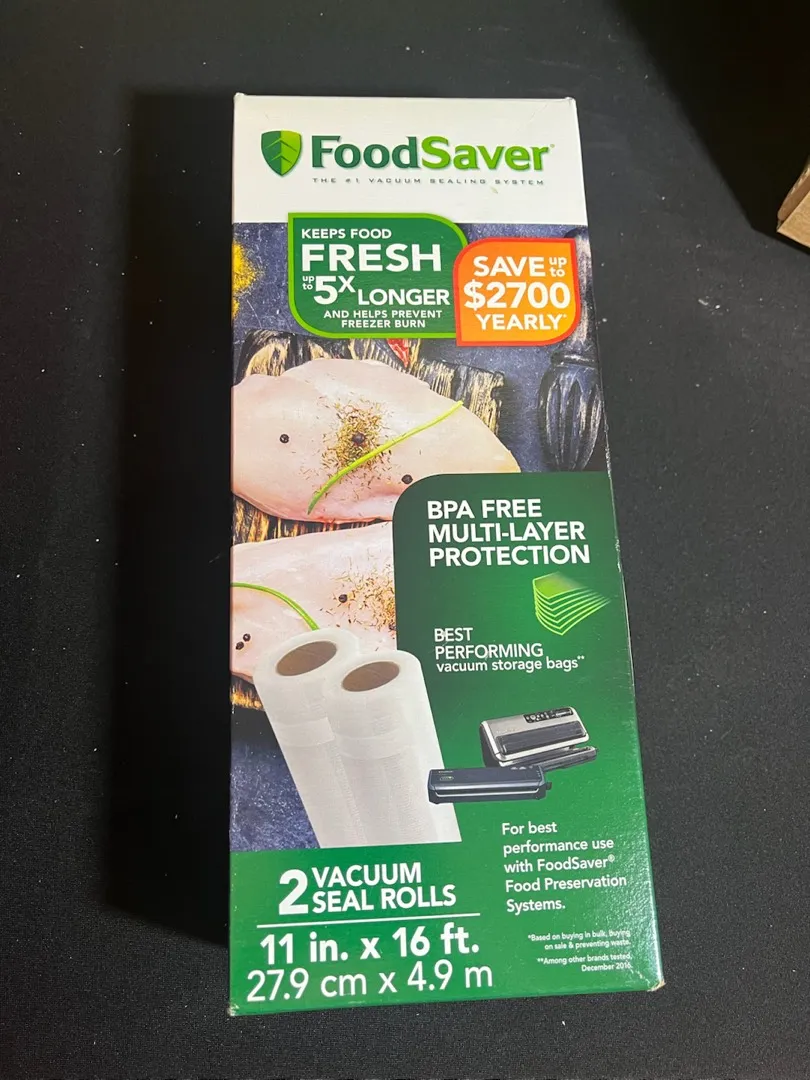 FoodSaver®
THE #1 VACUUM SEALING SYSTEM
KEEPS FOOD
FRESH
up to 5X LONGER
AND HELPS PREVENT
FREEZER BURN
SAVE up to
$2700
YEARLY*
BPA FREE
MULTI-LAYER
PROTECTION
BEST
PERFORMING
vacuum storage bags**
For best
performance use
with FoodSaver®
Food Preservation
Systems.
2 VACUUM
SEAL ROLLS
11 in. x 16 ft.
27.9 cm x 4.9 m
*Based on buying in bulk, buying
on sale & preventing waste.
**Among other brands tested,
December 2016